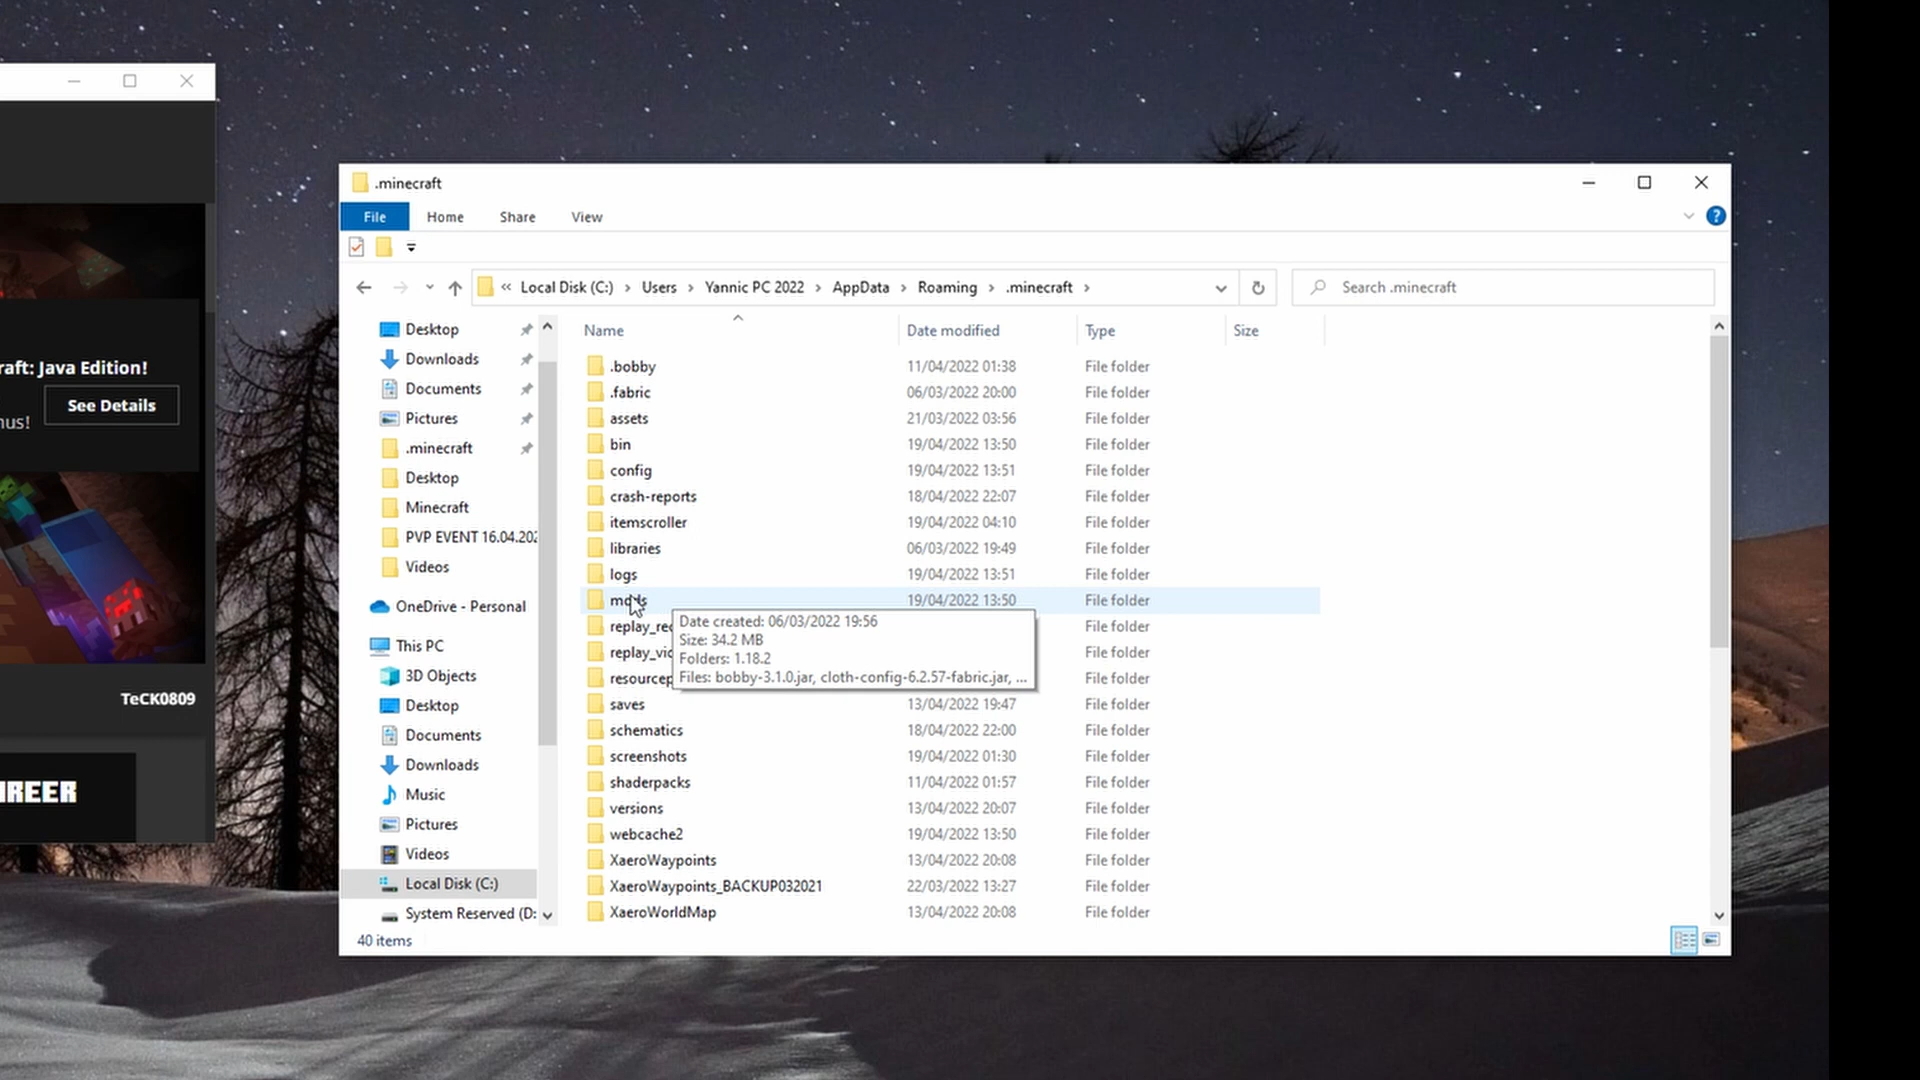 raft: Java Edition!
nus!
See Details
TeCK0809
REER
.minecraft
File Home Share View
« Local Disk (C:) › Users › Yannic PC 2022 › AppData › Roaming › .minecraft ›
Search .minecraft
Desktop
Downloads
Documents
Pictures
.minecraft
Desktop
Minecraft
PVP EVENT 16.04.202
Videos
OneDrive - Personal
This PC
3D Objects
Desktop
Documents
Downloads
Music
Pictures
Videos
Local Disk (C:)
System Reserved (D:
Name Date modified Type Size
.bobby 11/04/2022 01:38 File folder
.fabric 06/03/2022 20:00 File folder
assets 21/03/2022 03:56 File folder
bin 19/04/2022 13:50 File folder
config 19/04/2022 13:51 File folder
crash-reports 18/04/2022 22:07 File folder
itemscroller 19/04/2022 04:10 File folder
libraries 06/03/2022 19:49 File folder
logs 19/04/2022 13:51 File folder
mods 19/04/2022 13:50 File folder
replay_rec File folder
replay_vid File folder
resourcep File folder
Date created: 06/03/2022 19:56
Size: 34.2 MB
Folders: 1.18.2
Files: bobby-3.1.0.jar, cloth-config-6.2.57-fabric.jar, ...
saves 13/04/2022 19:47 File folder
schematics 18/04/2022 22:00 File folder
screenshots 19/04/2022 01:30 File folder
shaderpacks 11/04/2022 01:57 File folder
versions 13/04/2022 20:07 File folder
webcache2 19/04/2022 13:50 File folder
XaeroWaypoints 13/04/2022 20:08 File folder
XaeroWaypoints_BACKUP032021 22/03/2022 13:27 File folder
XaeroWorldMap 13/04/2022 20:08 File folder
40 items